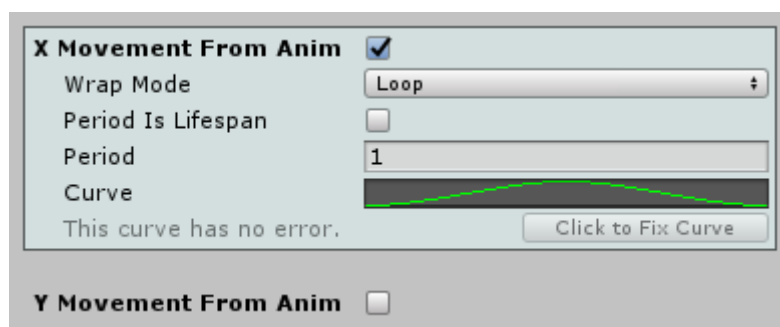 X Movement From Anim
Wrap Mode Loop
Period Is Lifespan
Period 1
Curve
This curve has no error. Click to Fix Curve
Y Movement From Anim